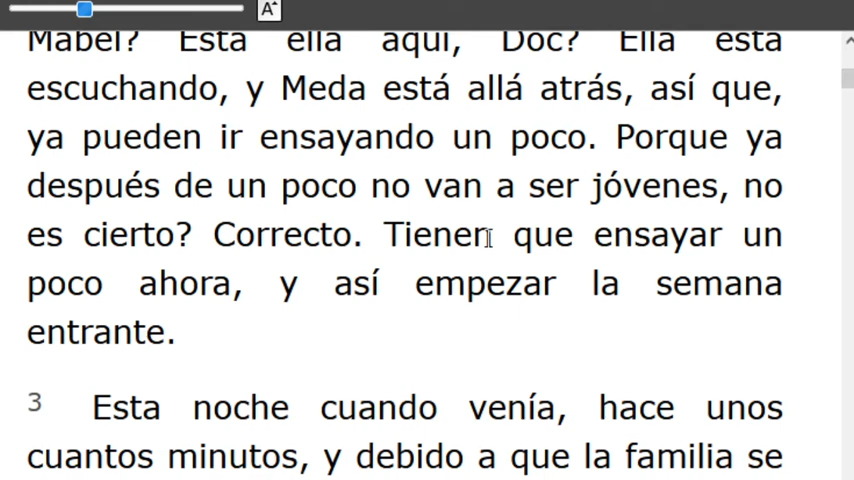 A
Mabel? Está ella aquí, Doc? Ella está
escuchando, y Meda está allá atrás, así que,
ya pueden ir ensayando un poco. Porque ya
después de un poco no van a ser jóvenes, no
es cierto? Correcto. Tienen que ensayar un
poco ahora, y así empezar la semana
entrante.
3 Esta noche cuando venía, hace unos
cuantos minutos, y debido a que la familia se